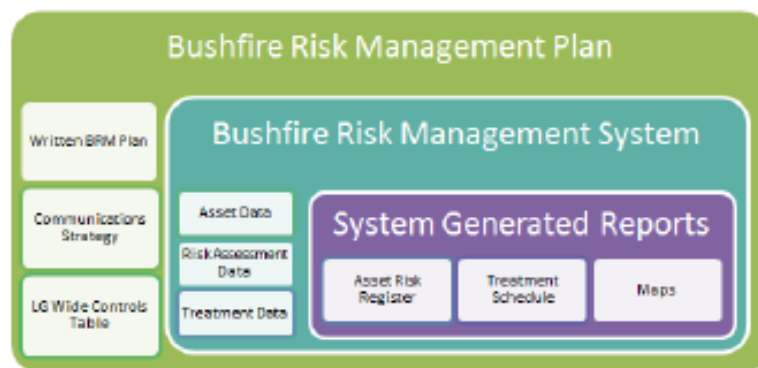 Bushfire Risk Management Plan
Written BRM Plan
Communications
Strategy
LG Wide Controls
Table
Bushfire Risk Management System
Asset Data
Risk Assessment
Data
Treatment Data
System Generated Reports
Asset Risk
Register
Treatment
Schedule
Maps